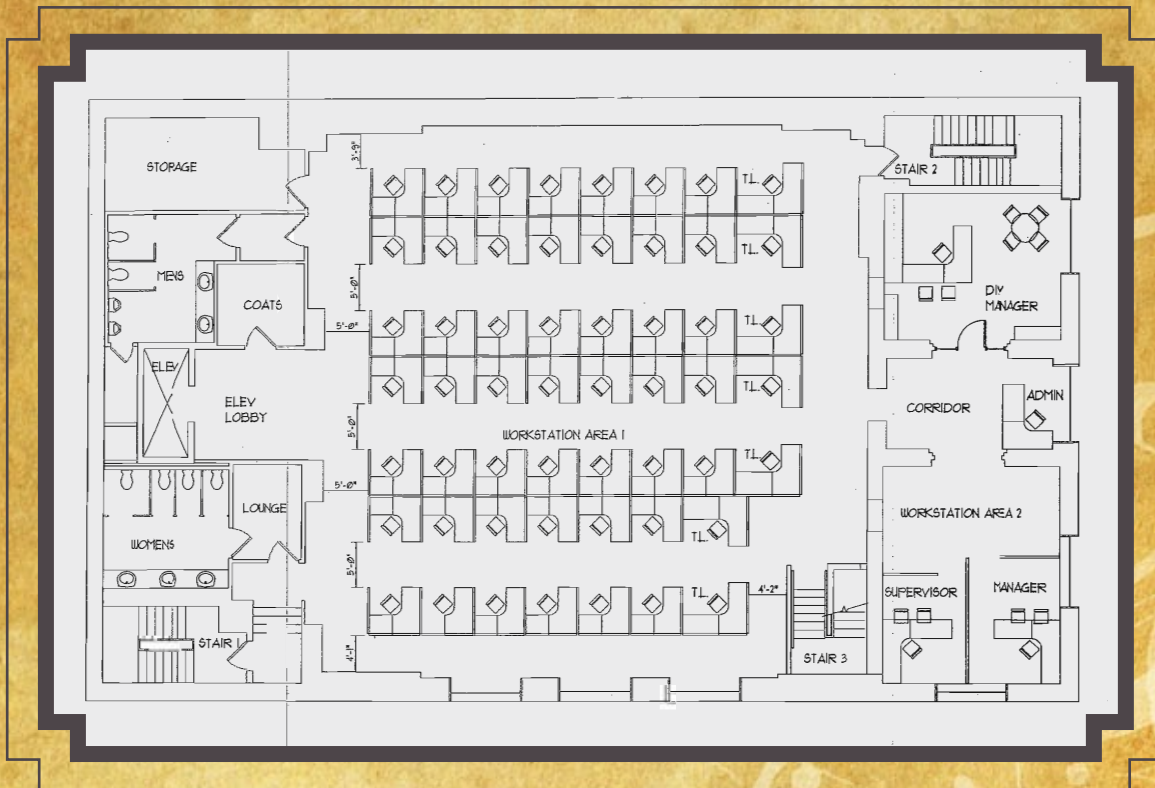 3'-9"
STAIR 2
STORAGE
T.L.
T.L.
MENS
COATS
5'-0"
DIV
MANAGER
5'-0"
T.L.
ELEV
T.L.
ELEV
LOBBY
5'-0"
CORRIDOR
ADMIN
WORKSTATION AREA 1
T.L.
5'-0"
LOUNGE
WORKSTATION AREA 2
T.L.
WOMENS
5'-0"
T.L.
4'-2"
SUPERVISOR
MANAGER
STAIR 1
4'-1"
STAIR 3